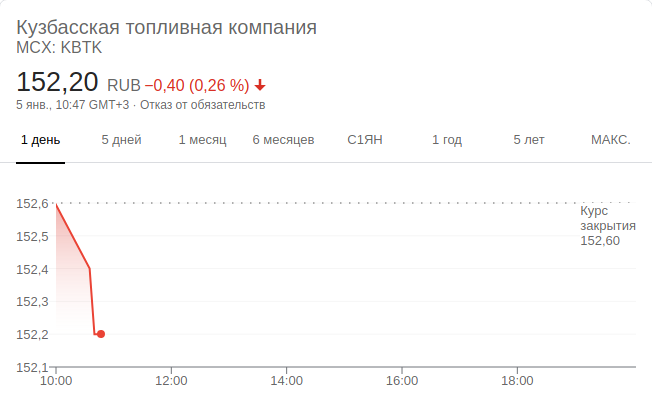 Кузбасская топливная компания
MCX: KBTK
152,20 RUB −0,40 (0,26 %)
5 янв., 10:47 GMT+3 · Отказ от обязательств
1 день 5 дней 1 месяц 6 месяцев С1ЯН 1 год 5 лет МАКС.
152,6
Курс
закрытия
152,60
152,5
152,4
152,3
152,2
152,1
10:00 12:00 14:00 16:00 18:00